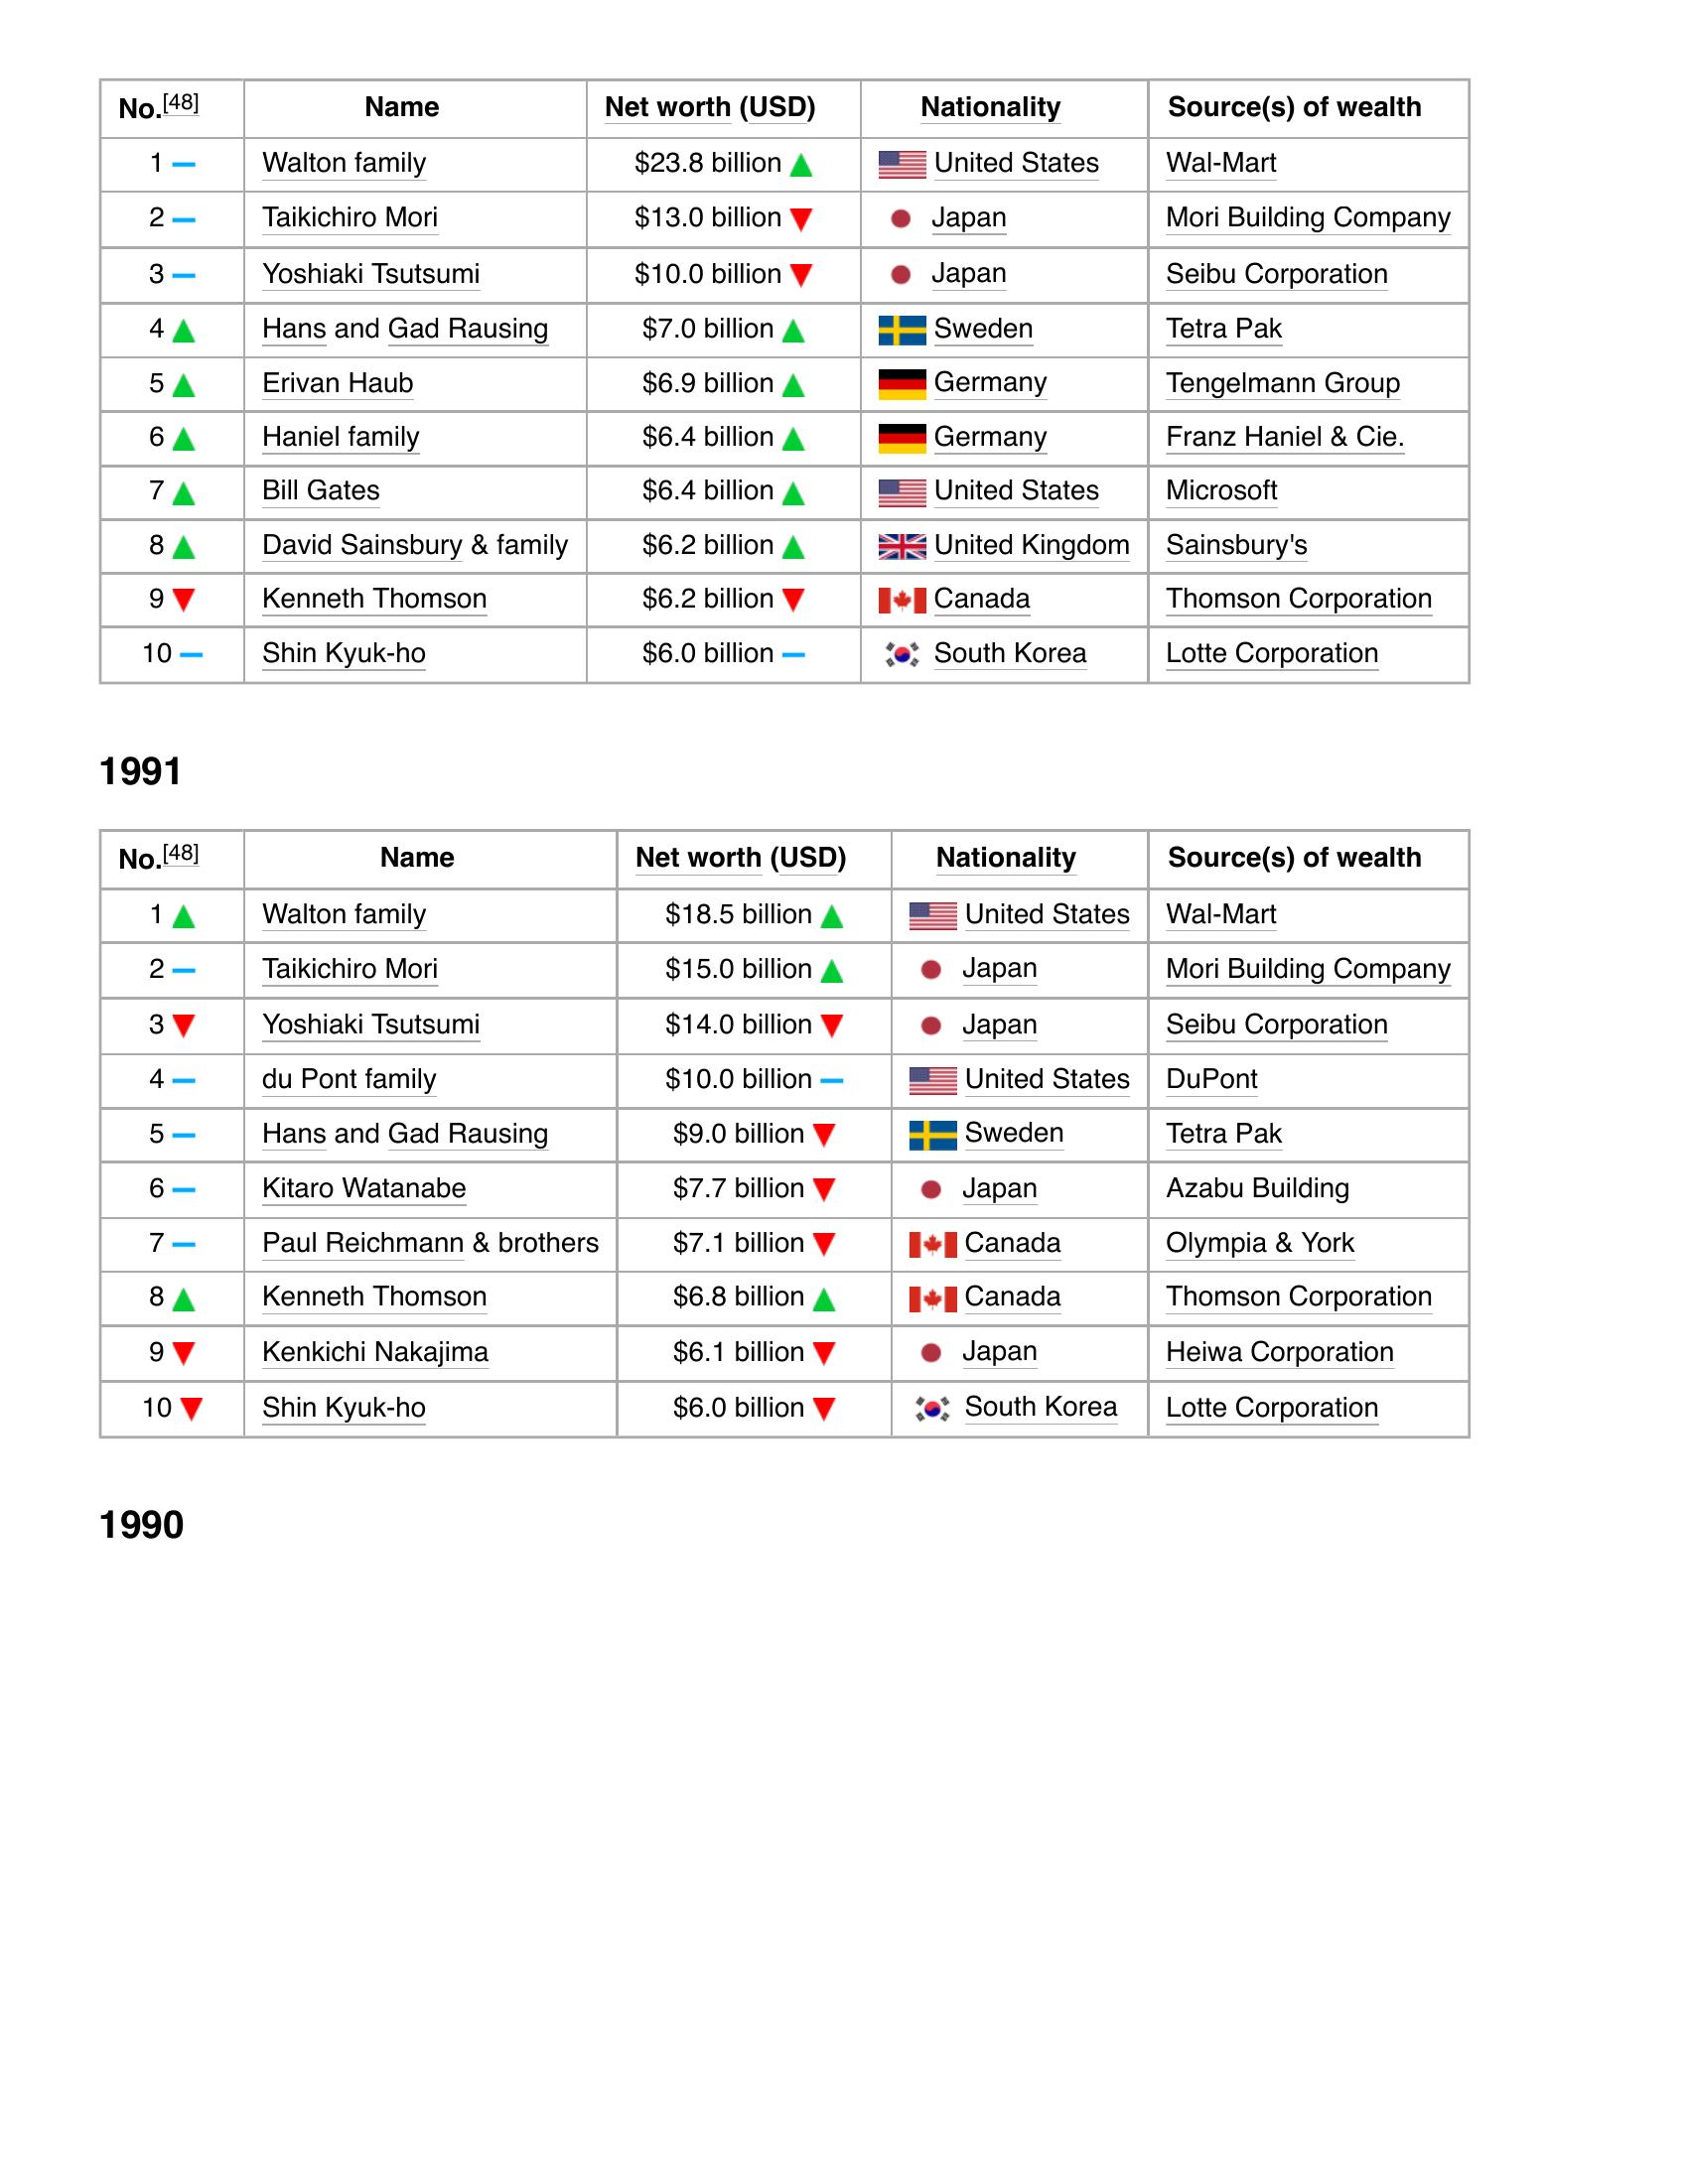 No.[48] Name Net worth (USD) Nationality Source(s) of wealth
1 Walton family $23.8 billion United States Wal-Mart
2 Taikichiro Mori $13.0 billion Japan Mori Building Company
3 Yoshiaki Tsutsumi $10.0 billion Japan Seibu Corporation
4 Hans and Gad Rausing $7.0 billion Sweden Tetra Pak
5 Erivan Haub $6.9 billion Germany Tengelmann Group
6 Haniel family $6.4 billion Germany Franz Haniel & Cie.
7 Bill Gates $6.4 billion United States Microsoft
8 David Sainsbury & family $6.2 billion United Kingdom Sainsbury's
9 Kenneth Thomson $6.2 billion Canada Thomson Corporation
10 Shin Kyuk-ho $6.0 billion South Korea Lotte Corporation
1991
No.[48] Name Net worth (USD) Nationality Source(s) of wealth
1 Walton family $18.5 billion United States Wal-Mart
2 Taikichiro Mori $15.0 billion Japan Mori Building Company
3 Yoshiaki Tsutsumi $14.0 billion Japan Seibu Corporation
4 du Pont family $10.0 billion United States DuPont
5 Hans and Gad Rausing $9.0 billion Sweden Tetra Pak
6 Kitaro Watanabe $7.7 billion Japan Azabu Building
7 Paul Reichmann & brothers $7.1 billion Canada Olympia & York
8 Kenneth Thomson $6.8 billion Canada Thomson Corporation
9 Kenkichi Nakajima $6.1 billion Japan Heiwa Corporation
10 Shin Kyuk-ho $6.0 billion South Korea Lotte Corporation
1990